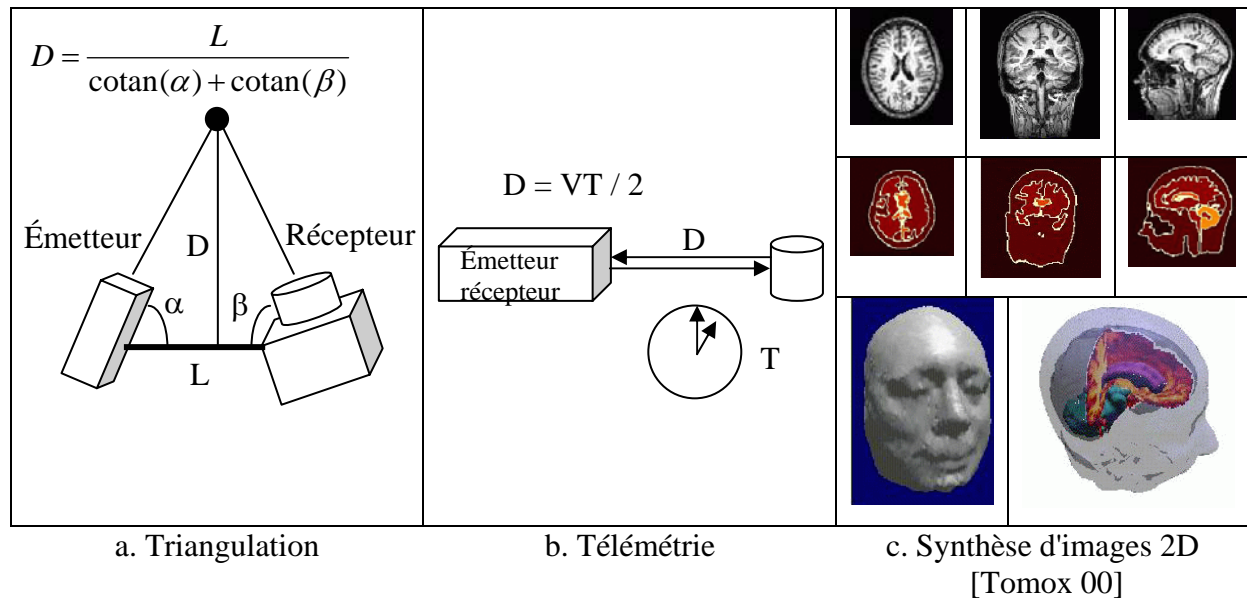 D = L / cotan(α) + cotan(β)
Émetteur
D
Récepteur
α
β
L
D = VT / 2
D
Émetteur
récepteur
T
a. Triangulation
b. Télémétrie
c. Synthèse d'images 2D
[Tomox 00]